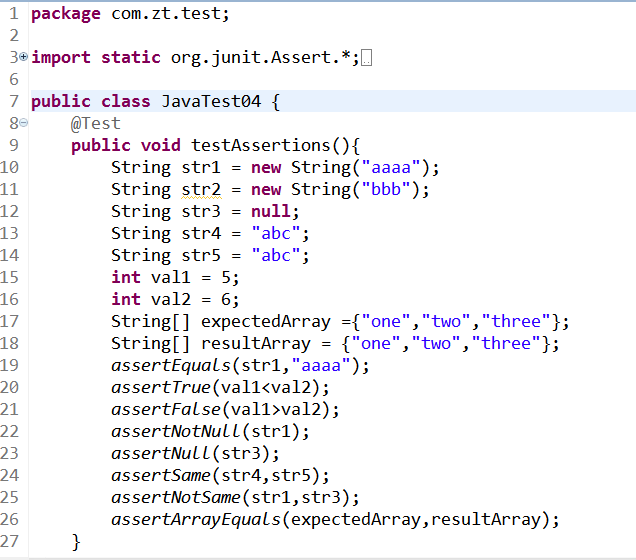 1 package com.zt.test;
2
3 import static org.junit.Assert.*;
6
7 public class JavaTest04 {
8 @Test
9 public void testAssertions(){
10 String str1 = new String("aaaa");
11 String str2 = new String("bbb");
12 String str3 = null;
13 String str4 = "abc";
14 String str5 = "abc";
15 int val1 = 5;
16 int val2 = 6;
17 String[] expectedArray ={"one","two","three"};
18 String[] resultArray = {"one","two","three"};
19 assertEquals(str1,"aaaa");
20 assertTrue(val1<val2);
21 assertFalse(val1>val2);
22 assertNotNull(str1);
23 assertNull(str3);
24 assertSame(str4,str5);
25 assertNotSame(str1,str3);
26 assertArrayEquals(expectedArray,resultArray);
27 }